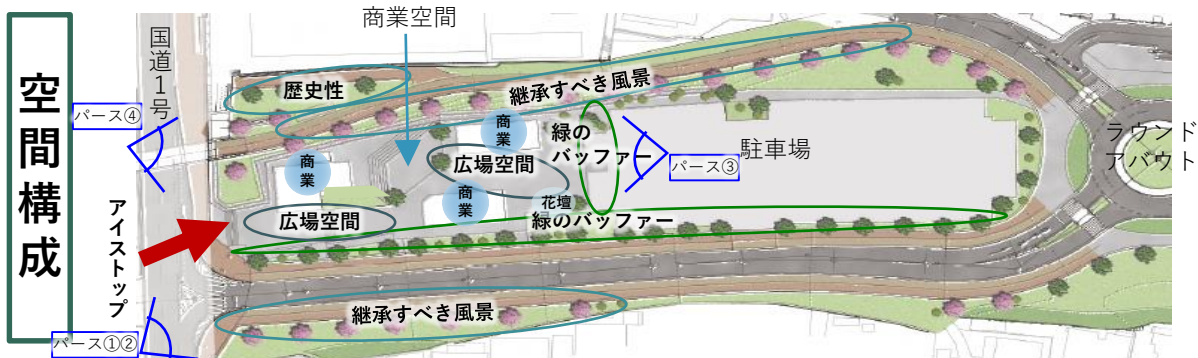 空間構成
商業空間
国道1号
パース④
歴史性
継承すべき風景
商業
緑の
バッファー
パース③
駐車場
ラウンド
アバウト
商業
広場空間
商業
花壇
緑のバッファー
広場空間
アイストップ
継承すべき風景
パース①②